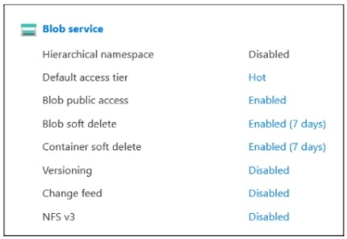 Blob service
Hierarchical namespace Disabled
Default access tier Hot
Blob public access Enabled
Blob soft delete Enabled (7 days)
Container soft delete Enabled (7 days)
Versioning Disabled
Change feed Disabled
NFS v3 Disabled